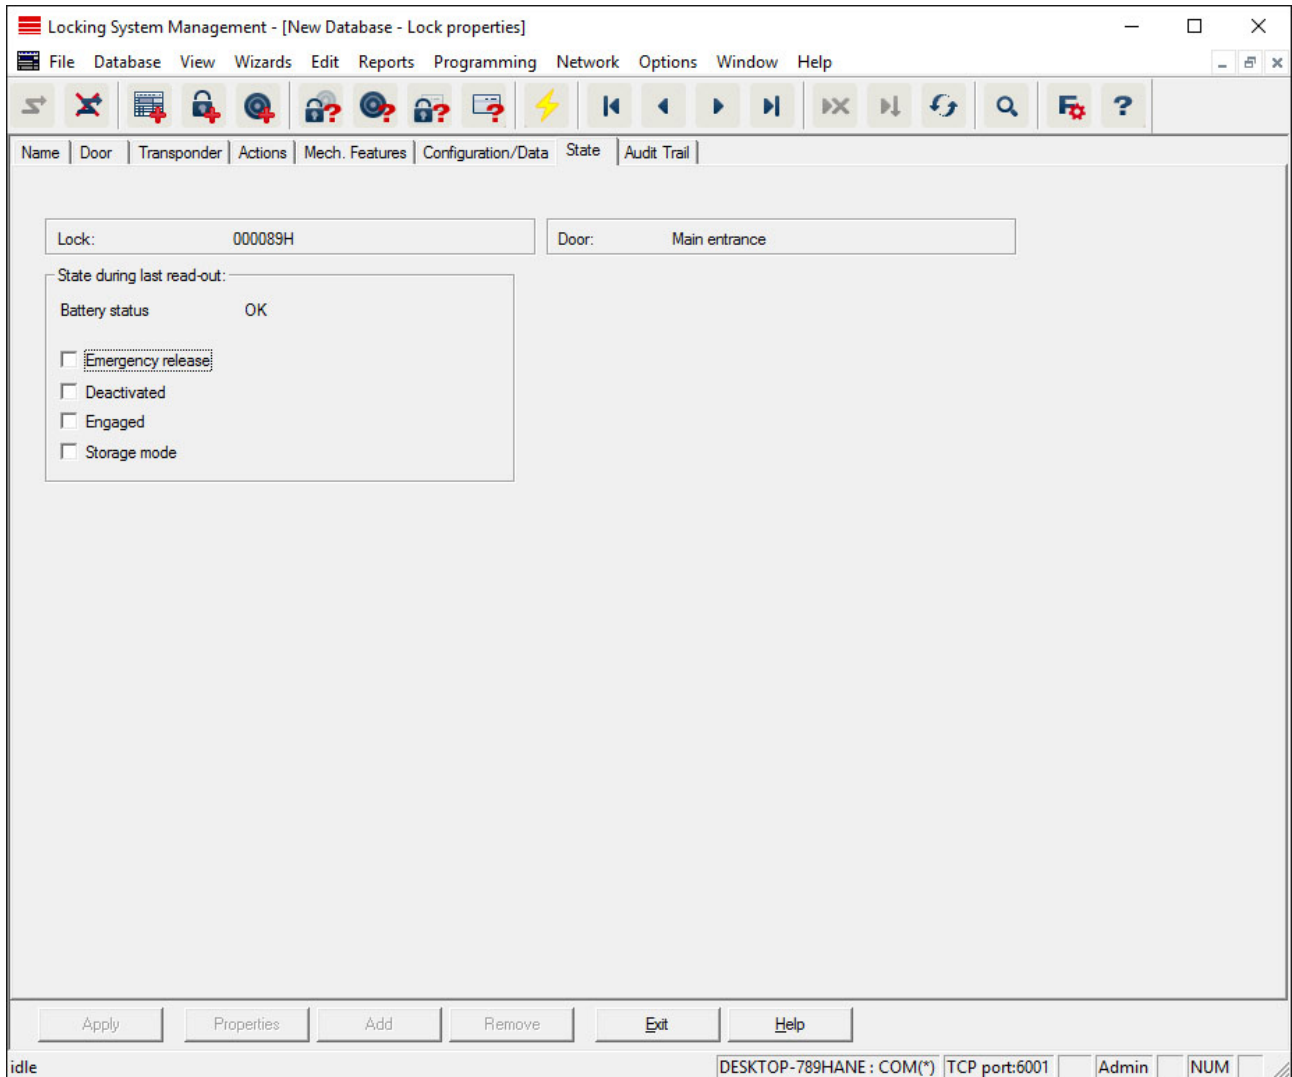 Locking System Management - [New Database - Lock properties]
File Database View Wizards Edit Reports Programming Network Options Window Help
Name Door Transponder Actions Mech. Features Configuration/Data State Audit Trail
Lock: 000089H Door: Main entrance
State during last read-out:
Battery status OK
Emergency release
Deactivated
Engaged
Storage mode
Apply Properties Add Remove Exit Help
idle DESKTOP-789HANE : COM(*) TCP port:6001 Admin NUM